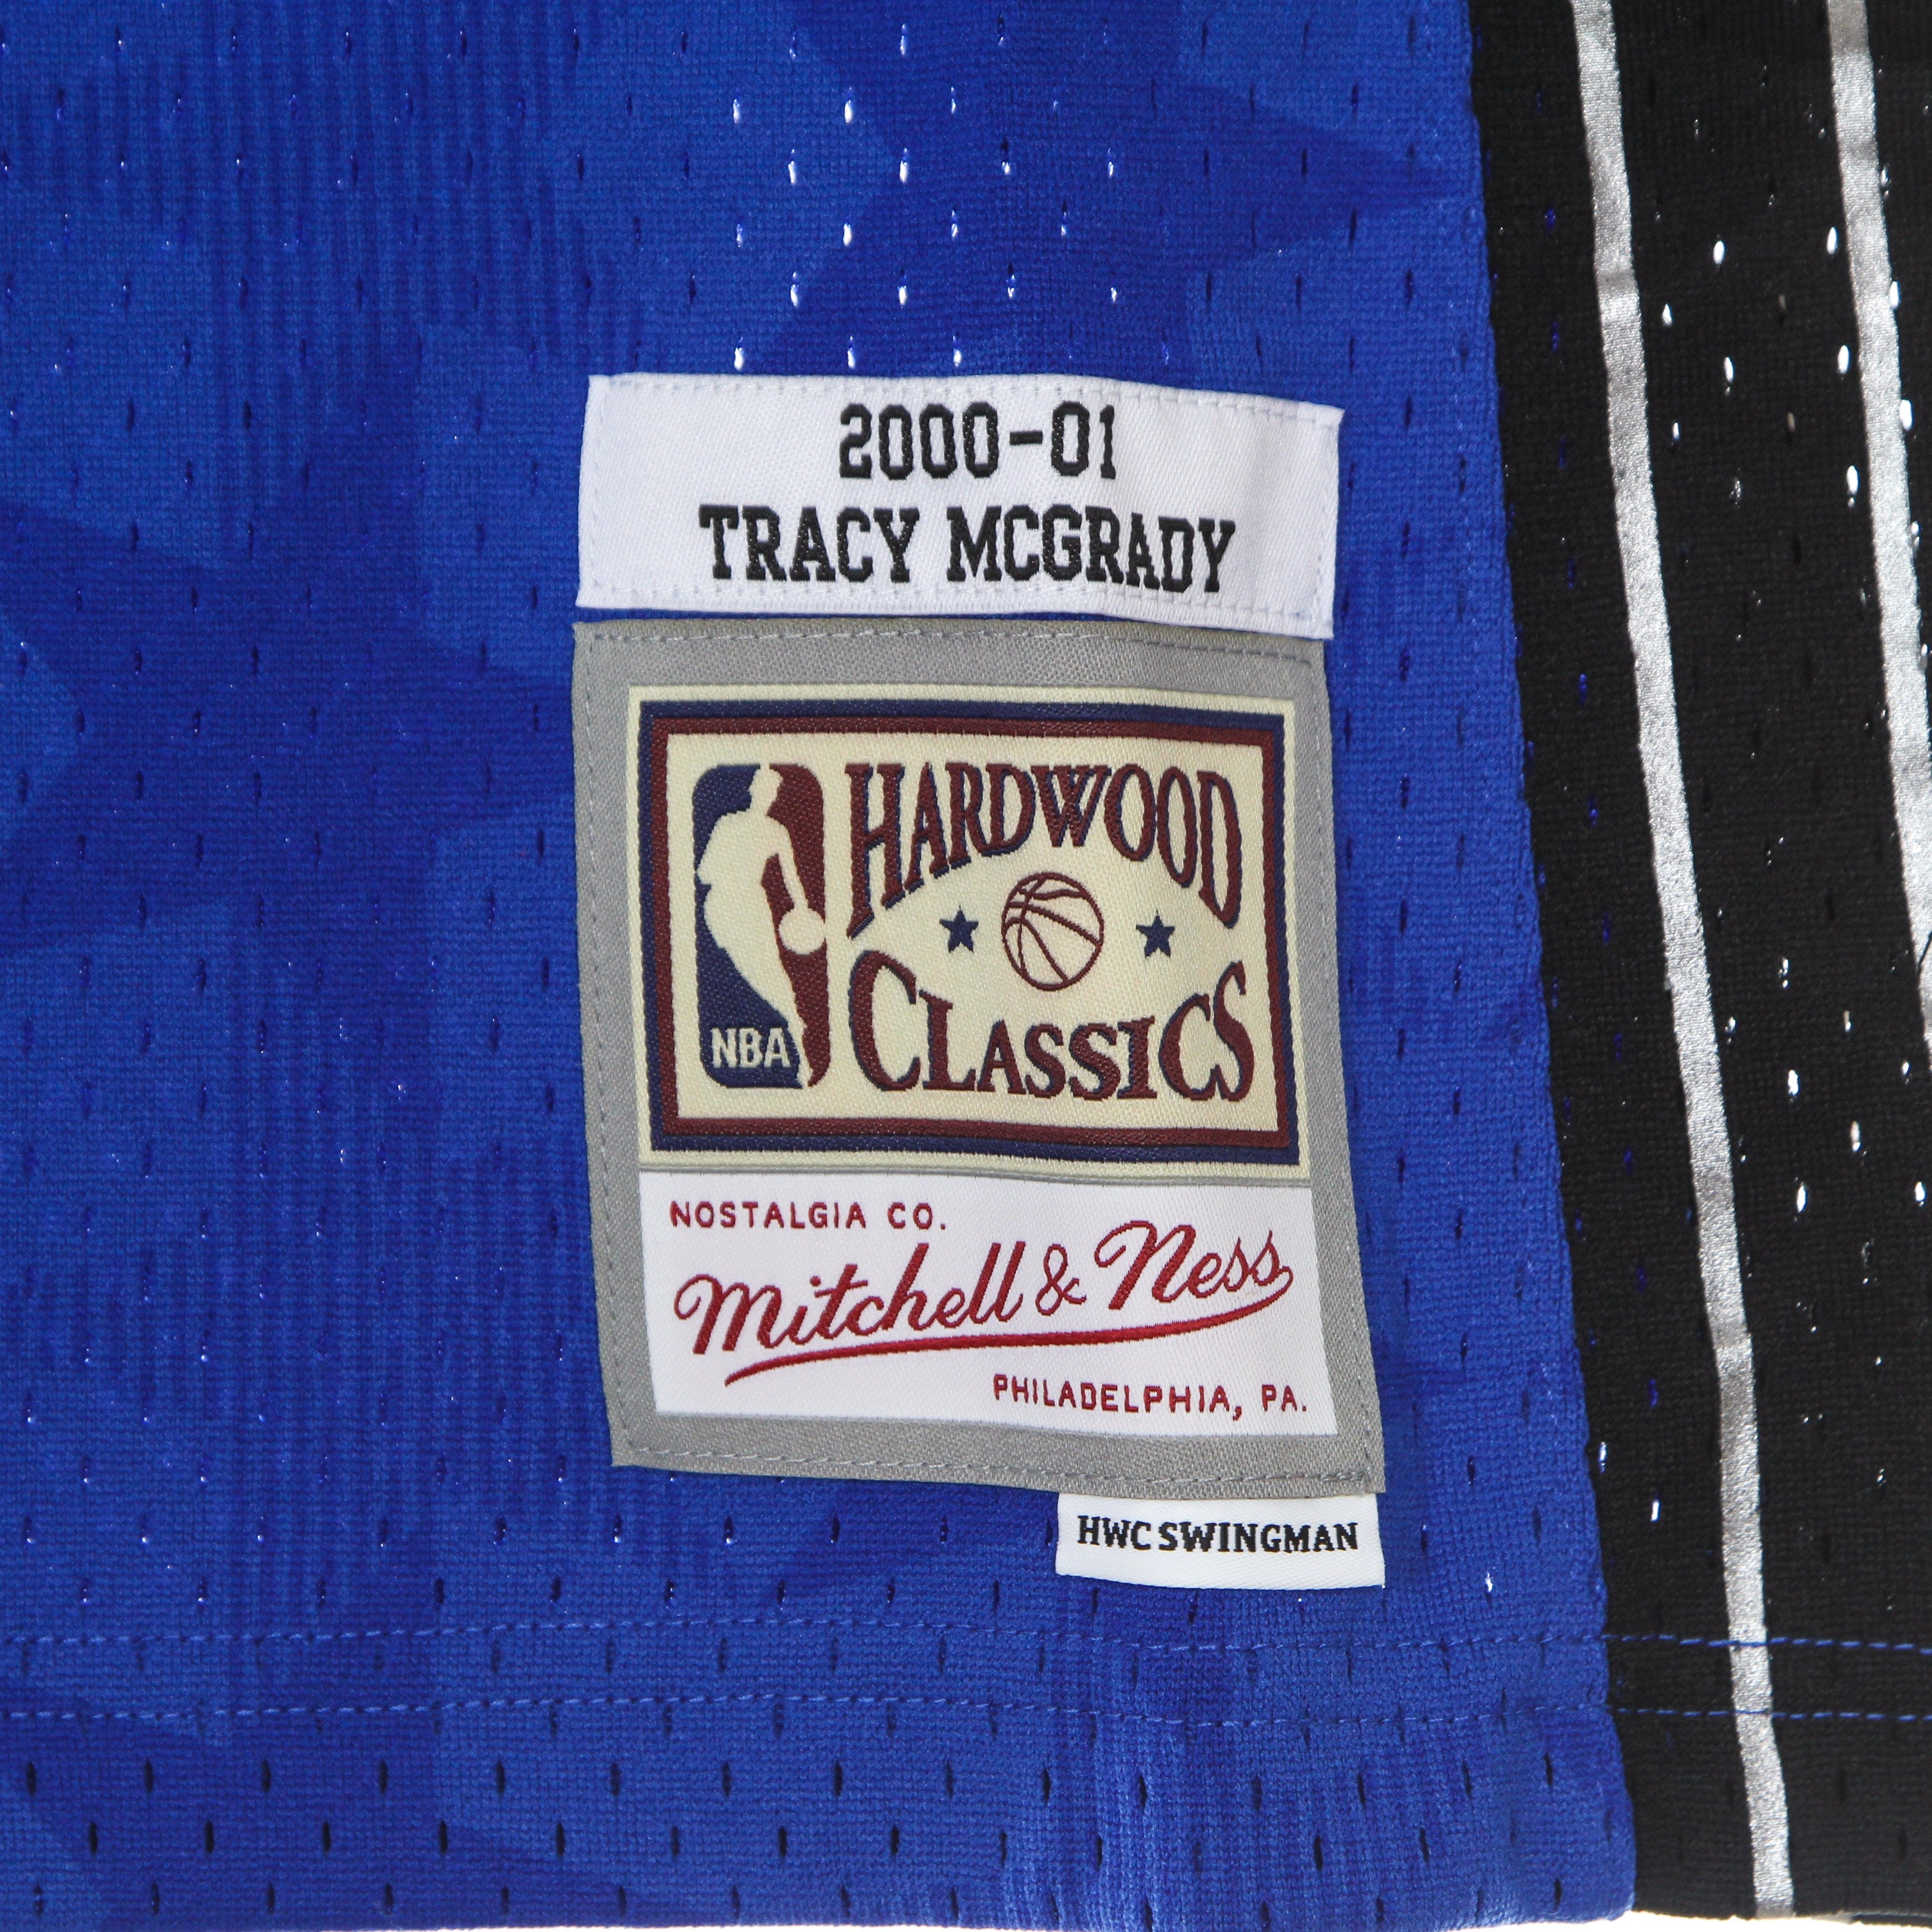 2000-01
TRACY MCGRADY
HARDWOOD
CLASSICS
NBA
NOSTALGIA CO.
Mitchell & Ness
PHILADELPHIA, PA.
HWC SWINGMAN